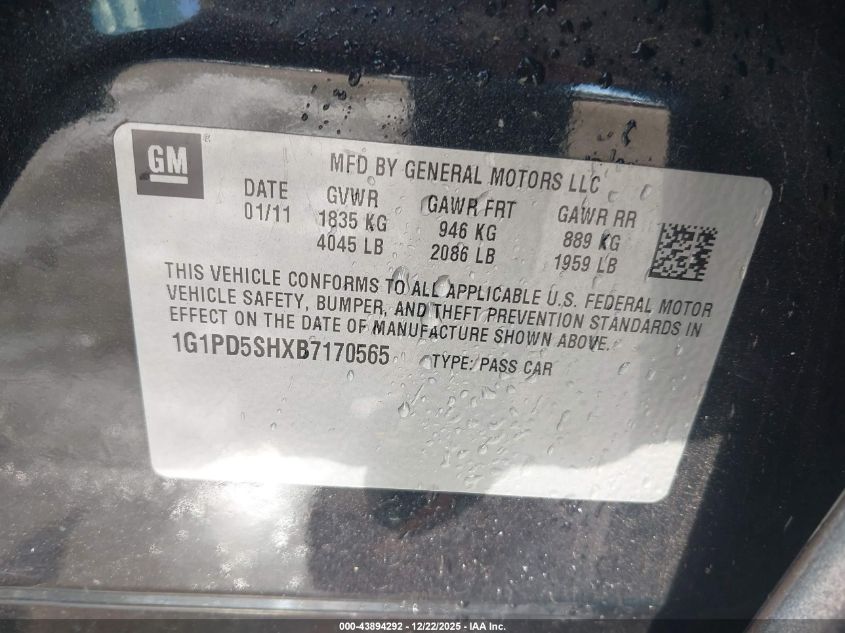 GM ®
MFD BY GENERAL MOTORS LLC
DATE GVWR GAWR FRT GAWR RR
01/11 1835 KG 946 KG 889 KG
4045 LB 2086 LB 1959 LB
THIS VEHICLE CONFORMS TO ALL APPLICABLE U.S. FEDERAL MOTOR
VEHICLE SAFETY, BUMPER, AND THEFT PREVENTION STANDARDS IN
EFFECT ON THE DATE OF MANUFACTURE SHOWN ABOVE.
1G1PD5SHXB7170565 TYPE: PASS CAR
000-43894292 - 12/22/2025 - IAA Inc.